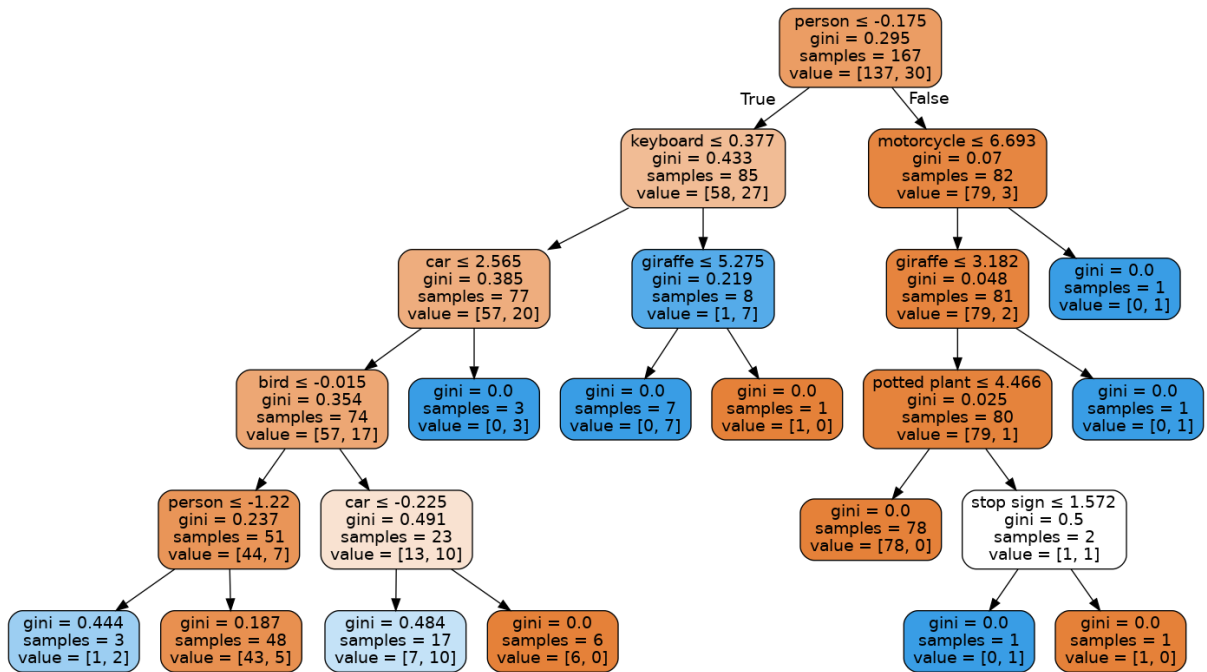 person ≤ -0.175
gini = 0.295
samples = 167
value = [137, 30]
True
False
keyboard ≤ 0.377
gini = 0.433
samples = 85
value = [58, 27]
motorcycle ≤ 6.693
gini = 0.07
samples = 82
value = [79, 3]
car ≤ 2.565
gini = 0.385
samples = 77
value = [57, 20]
giraffe ≤ 5.275
gini = 0.219
samples = 8
value = [1, 7]
giraffe ≤ 3.182
gini = 0.048
samples = 81
value = [79, 2]
gini = 0.0
samples = 1
value = [0, 1]
bird ≤ -0.015
gini = 0.354
samples = 74
value = [57, 17]
gini = 0.0
samples = 3
value = [0, 3]
gini = 0.0
samples = 7
value = [0, 7]
gini = 0.0
samples = 1
value = [1, 0]
potted plant ≤ 4.466
gini = 0.025
samples = 80
value = [79, 1]
gini = 0.0
samples = 1
value = [0, 1]
person ≤ -1.22
gini = 0.237
samples = 51
value = [44, 7]
car ≤ -0.225
gini = 0.491
samples = 23
value = [13, 10]
gini = 0.0
samples = 78
value = [78, 0]
stop sign ≤ 1.572
gini = 0.5
samples = 2
value = [1, 1]
gini = 0.444
samples = 3
value = [1, 2]
gini = 0.187
samples = 48
value = [43, 5]
gini = 0.484
samples = 17
value = [7, 10]
gini = 0.0
samples = 6
value = [6, 0]
gini = 0.0
samples = 1
value = [0, 1]
gini = 0.0
samples = 1
value = [1, 0]